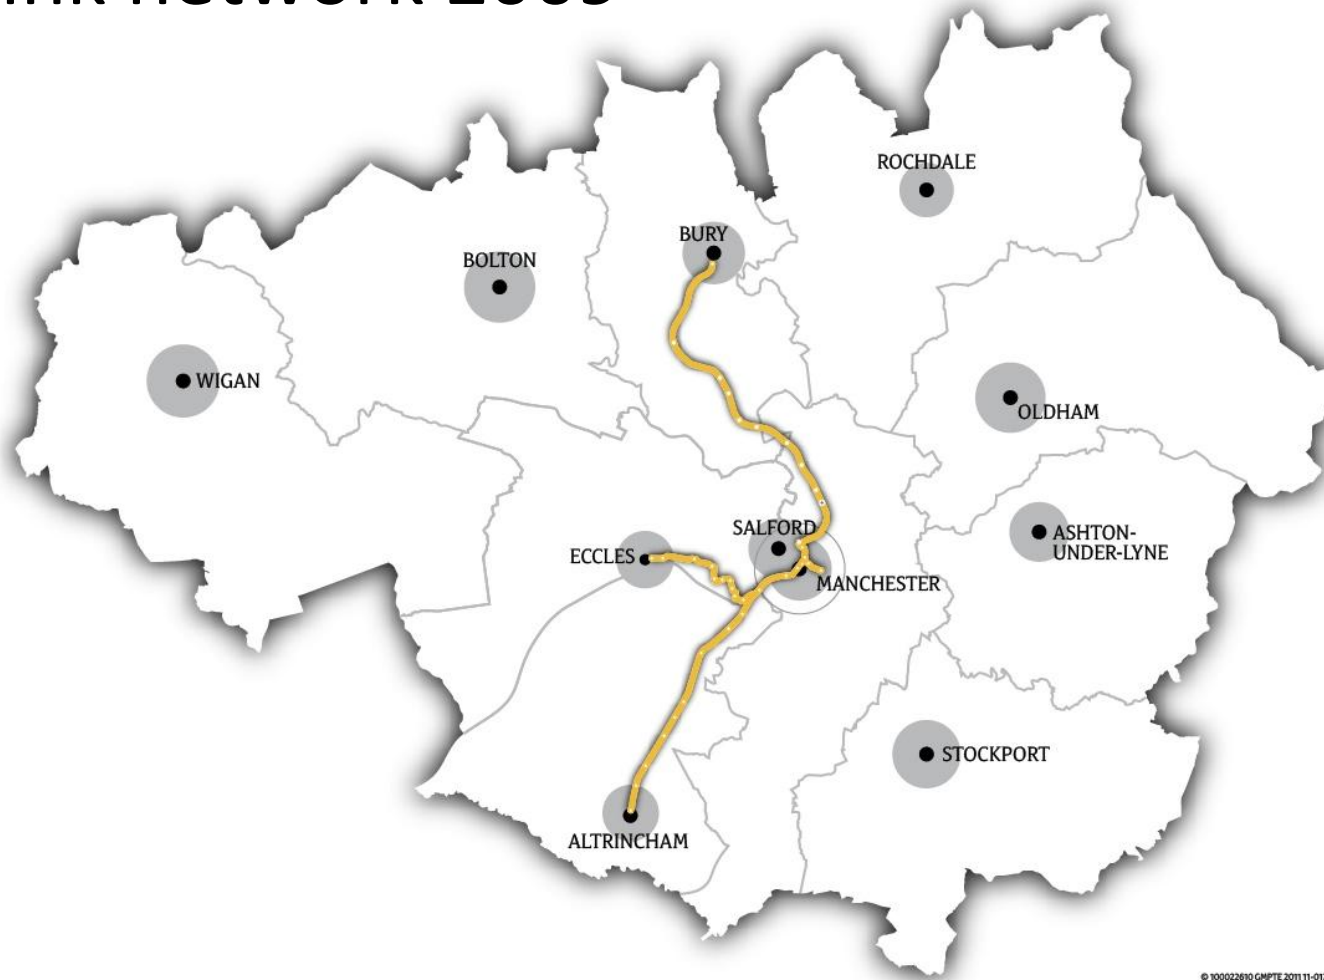 ROCHDALE
BURY
BOLTON
WIGAN
OLDHAM
SALFORD
ASHTON-
UNDER-LYNE
ECCLES
MANCHESTER
STOCKPORT
ALTRINCHAM